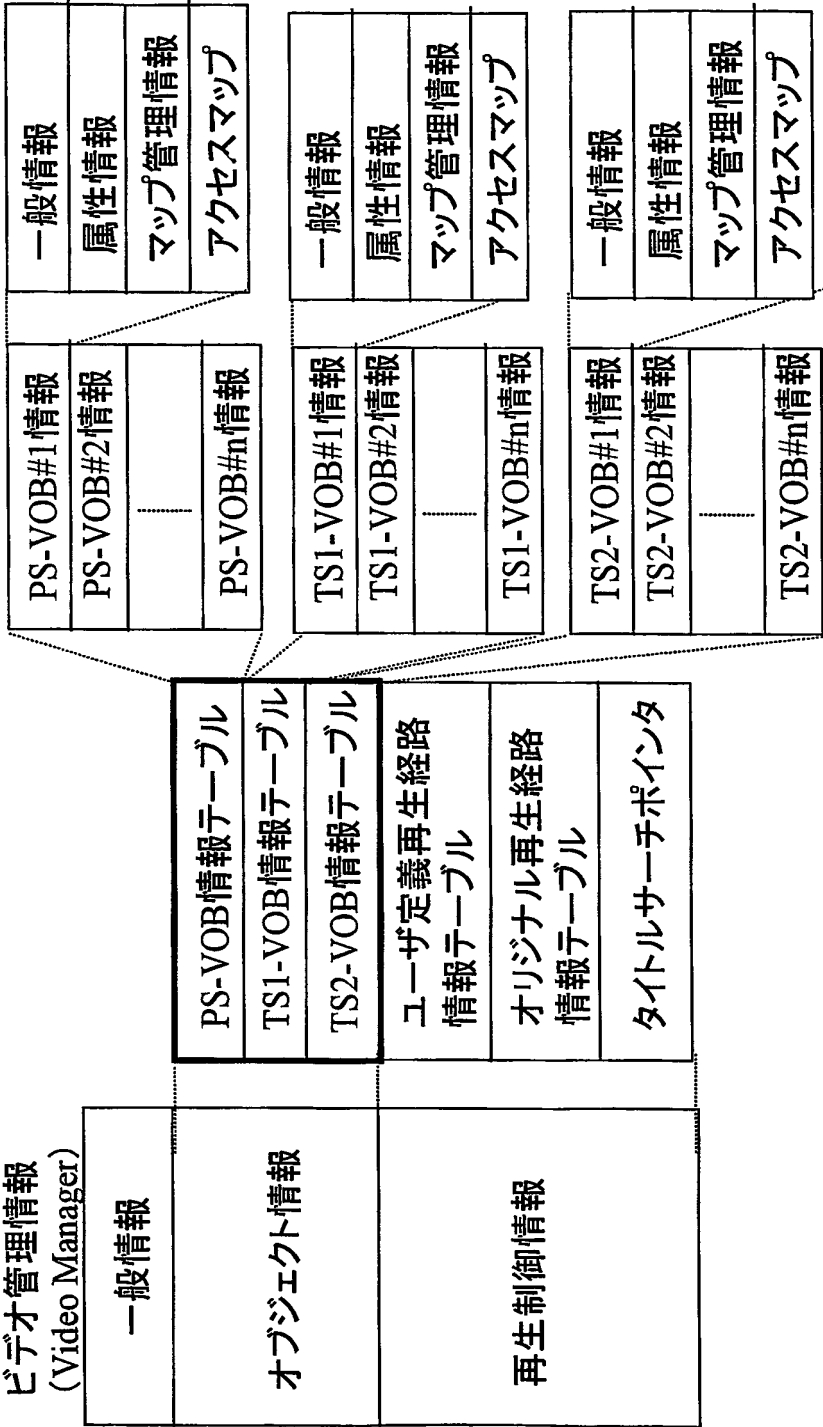 ビデオ管理情報
(Video Manager)
一般情報
オブジェクト情報
再生制御情報
PS-VOB情報テーブル
TS1-VOB情報テーブル
TS2-VOB情報テーブル
ユーザ定義再生経路
情報テーブル
オリジナル再生経路
情報テーブル
タイトルサーチポインタ
PS-VOB#1情報
PS-VOB#2情報
PS-VOB#n情報
TS1-VOB#1情報
TS1-VOB#2情報
TS1-VOB#n情報
TS2-VOB#1情報
TS2-VOB#2情報
TS2-VOB#n情報
一般情報
属性情報
マップ管理情報
アクセスマップ
一般情報
属性情報
マップ管理情報
アクセスマップ
一般情報
属性情報
マップ管理情報
アクセスマップ